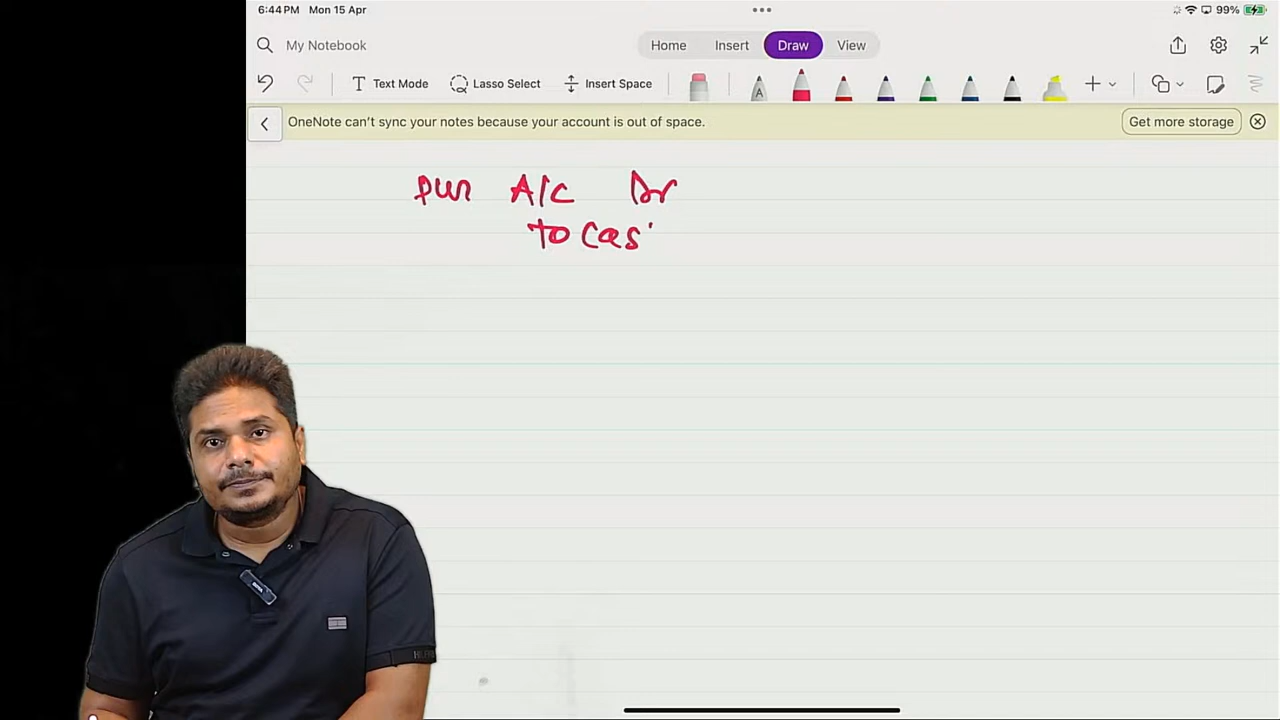 6:44 PM Mon 15 Apr
99%
My Notebook
Home Insert Draw View
Text Mode Lasso Select Insert Space
A
OneNote can't sync your notes because your account is out of space.
Get more storage
pur A/C Dr
to cas